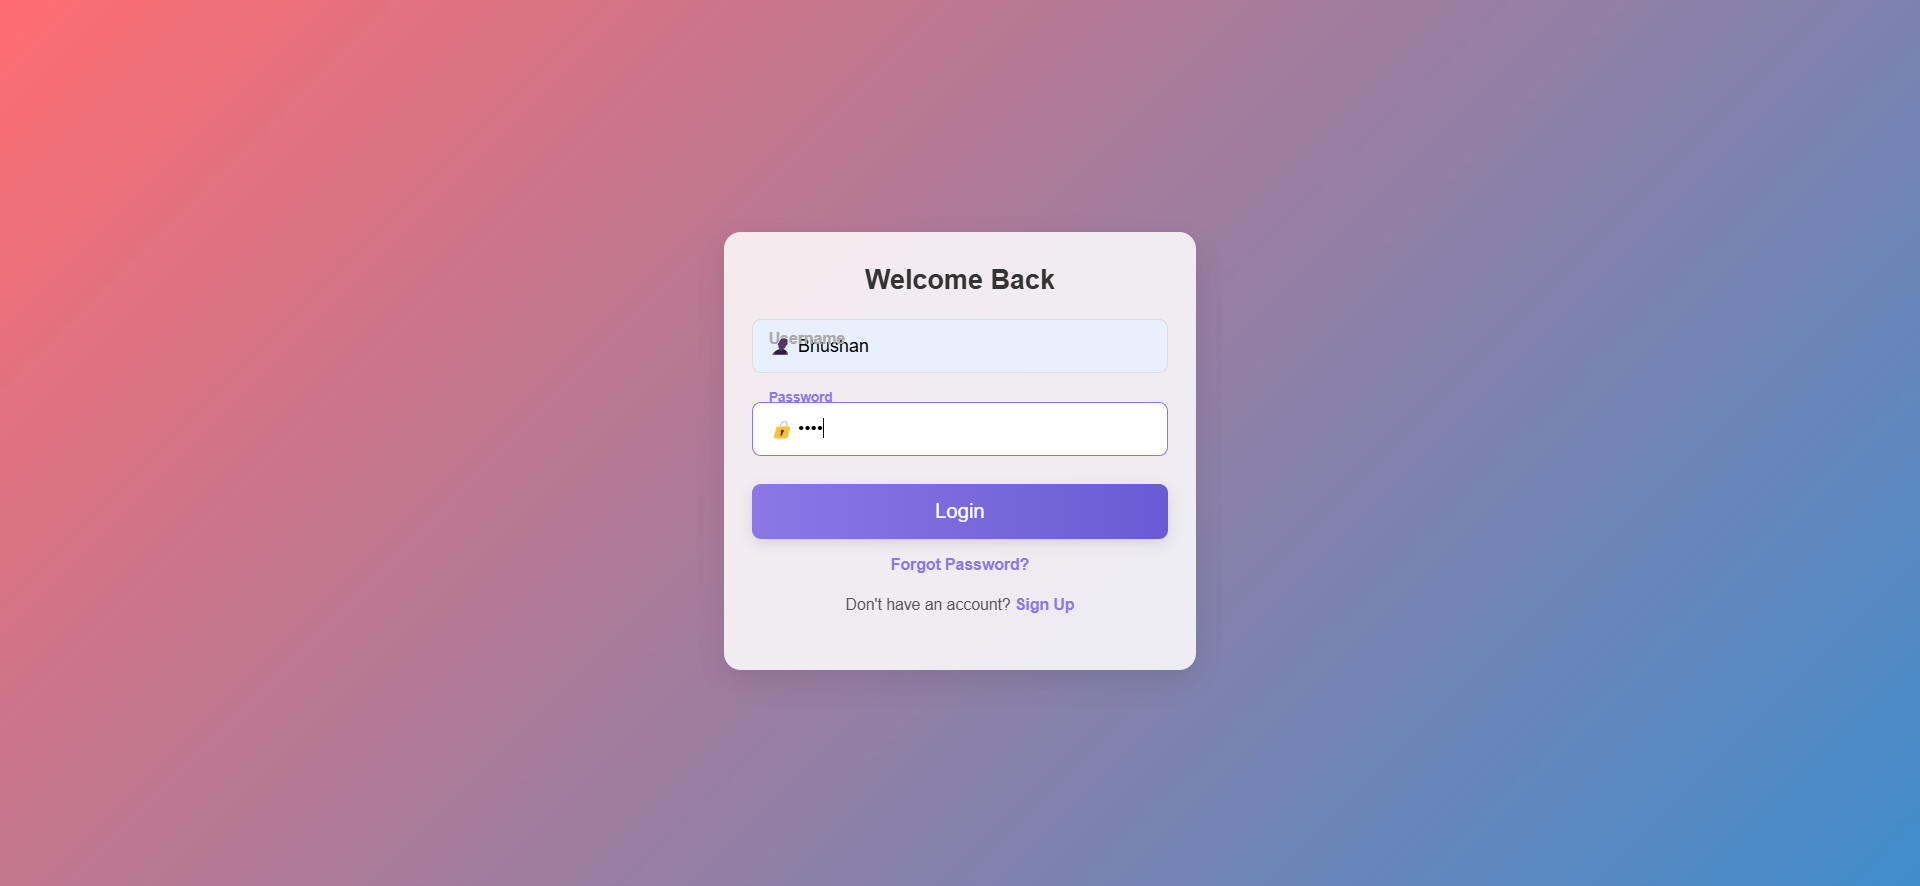 Welcome Back
Username
Bhushan
Password
••••
Login
Forgot Password?
Don't have an account? Sign Up